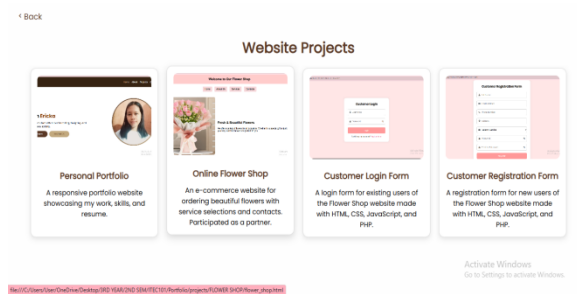 < Back
Website Projects
Welcome to Our Flower Shop
Customer Login
Customer Registration Form
Personal Portfolio
A responsive portfolio website
showcasing my work, skills, and
resume.
Online Flower Shop
An e-commerce website for
ordering beautiful flowers with
service selections and contacts.
Participated as a partner.
Customer Login Form
A login form for existing users of
the Flower Shop website made
with HTML, CSS, JavaScript, and
PHP.
Customer Registration Form
A registration form for new users of
the Flower Shop website made
with HTML, CSS, JavaScript, and
PHP.
Activate Windows
Go to Settings to activate Windows.
file:///C:/Users/User/OneDrive/Desktop/3RD YEAR/2ND SEM/ITEC101/Portfolio/projects/FLOWER SHOP/flower_shop.html